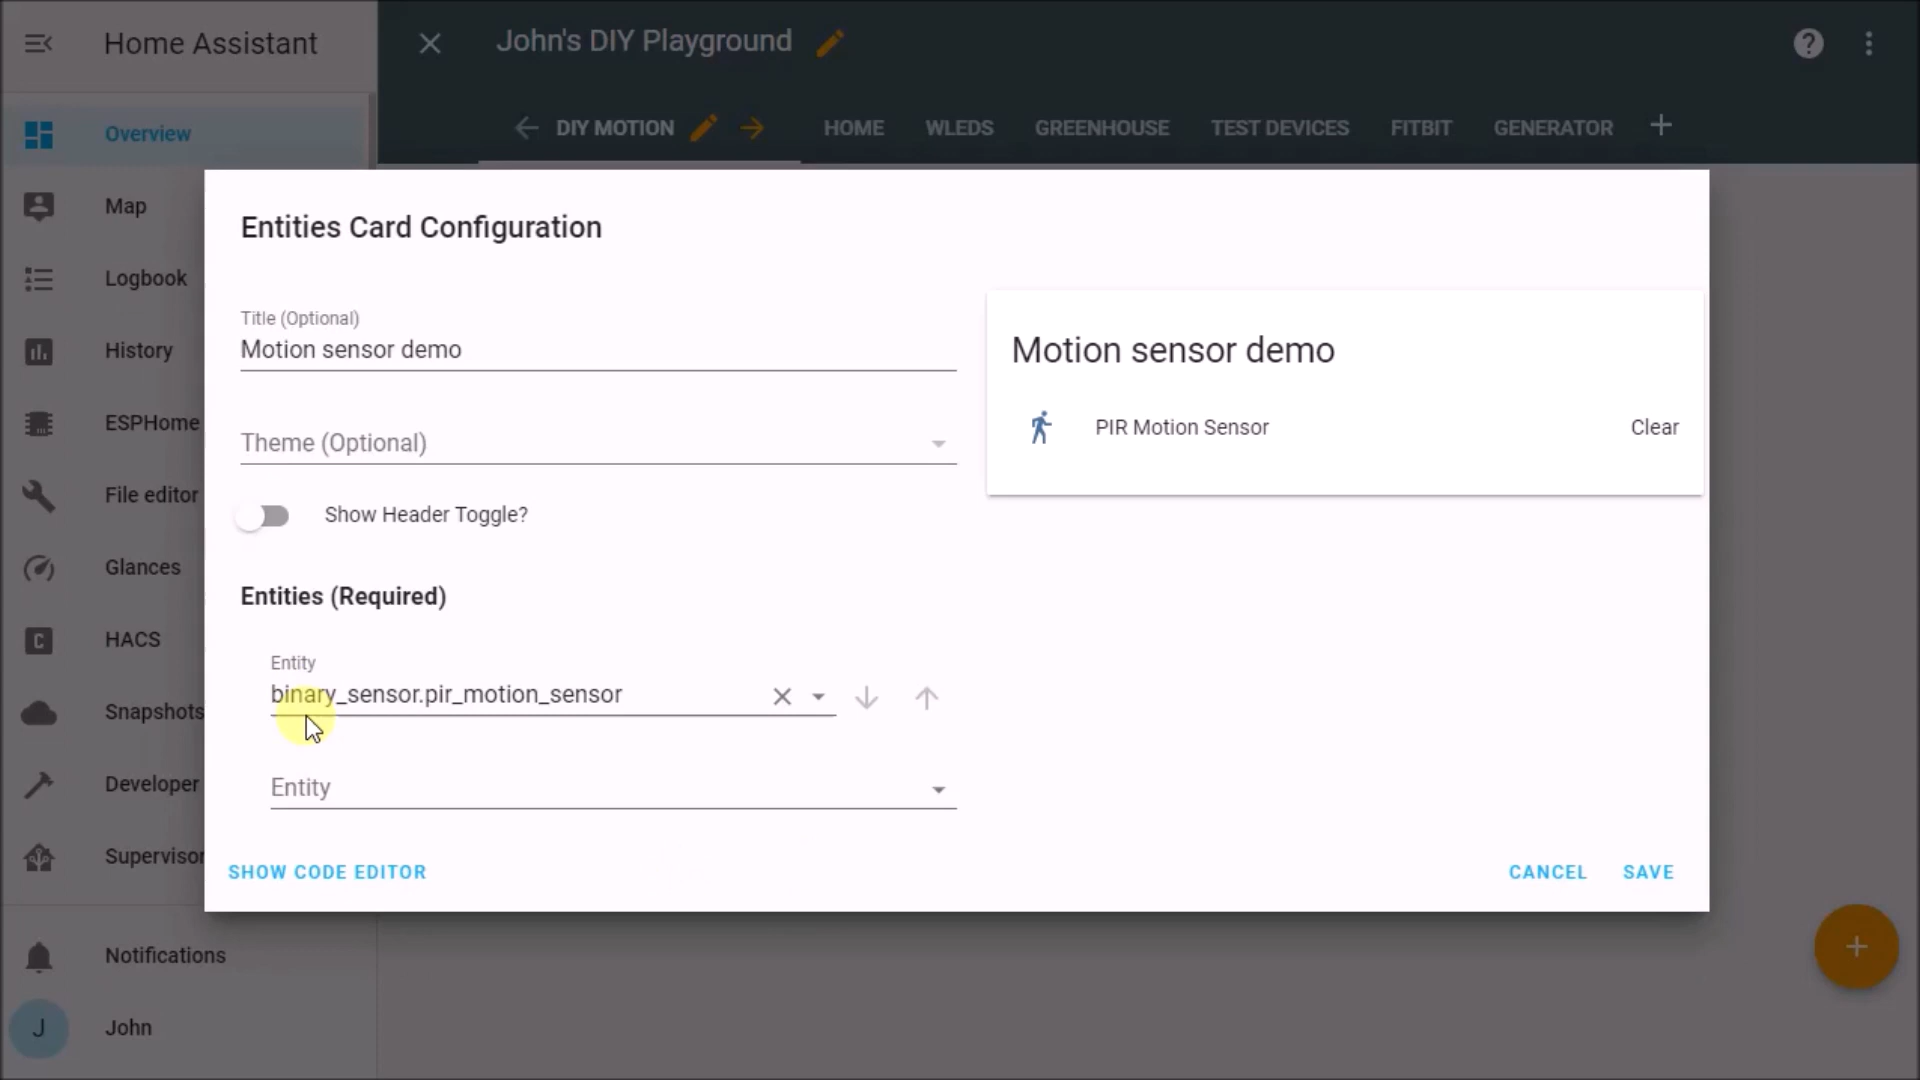 Home Assistant
John's DIY Playground
DIY MOTION
HOME
WLEDS
GREENHOUSE
TEST DEVICES
FITBIT
GENERATOR
Overview
Map
Logbook
History
ESPHome
File editor
Glances
HACS
Snapshots
Developer
Supervisor
Notifications
J
John
Entities Card Configuration
Title (Optional)
Motion sensor demo
Theme (Optional)
Show Header Toggle?
Entities (Required)
Entity
binary_sensor.pir_motion_sensor
Entity
Motion sensor demo
PIR Motion Sensor Clear
SHOW CODE EDITOR
CANCEL
SAVE